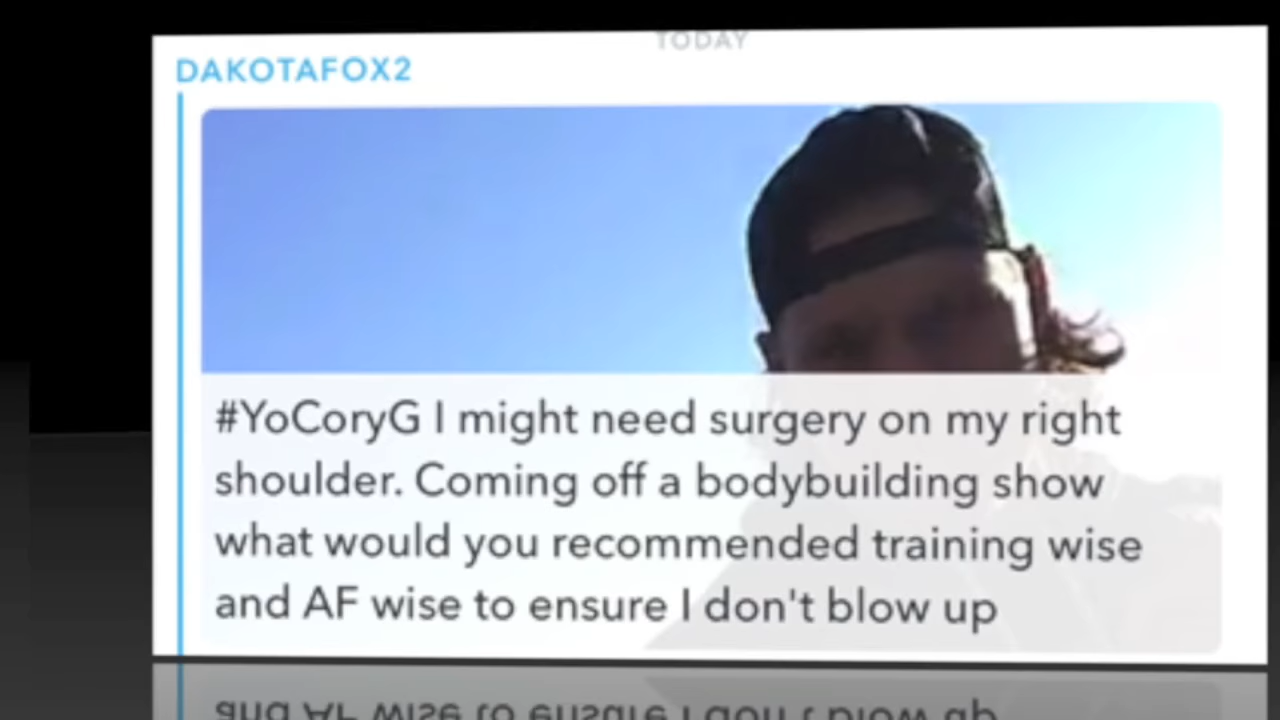 TODAY
DAKOTAFOX2
#YoCoryG I might need surgery on my right
shoulder. Coming off a bodybuilding show
what would you recommended training wise
and AF wise to ensure I don't blow up